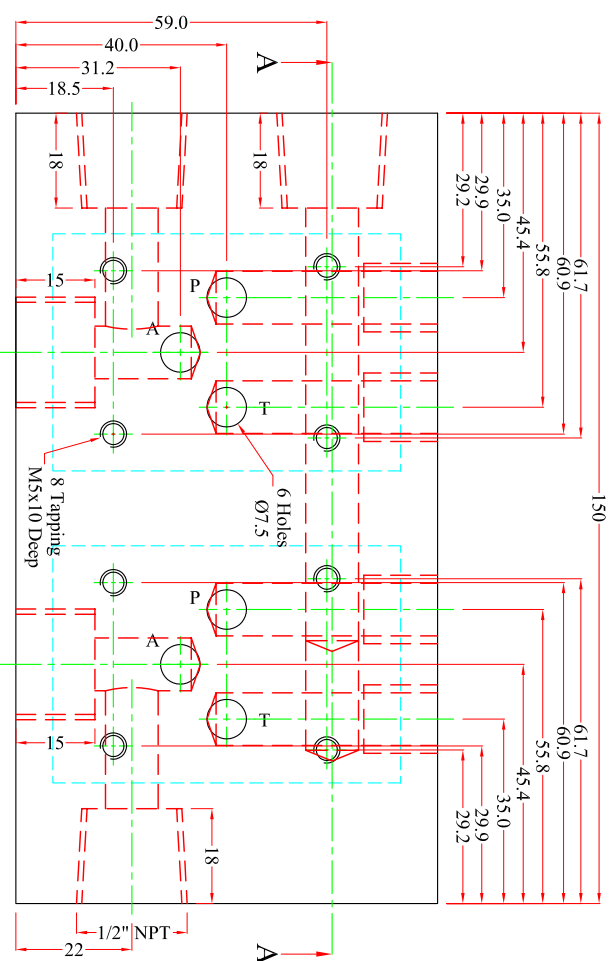 59.0
40.0
31.2
18.5
A
18
18
29.2
29.9
35.0
45.4
55.8
60.9
61.7
15
P
A
T
150
8 Tapping
M5x10 Deep
6 Holes
Ø7.5
P
A
T
15
61.7
60.9
55.8
45.4
35.0
29.9
29.2
18
1/2" NPT
22
A